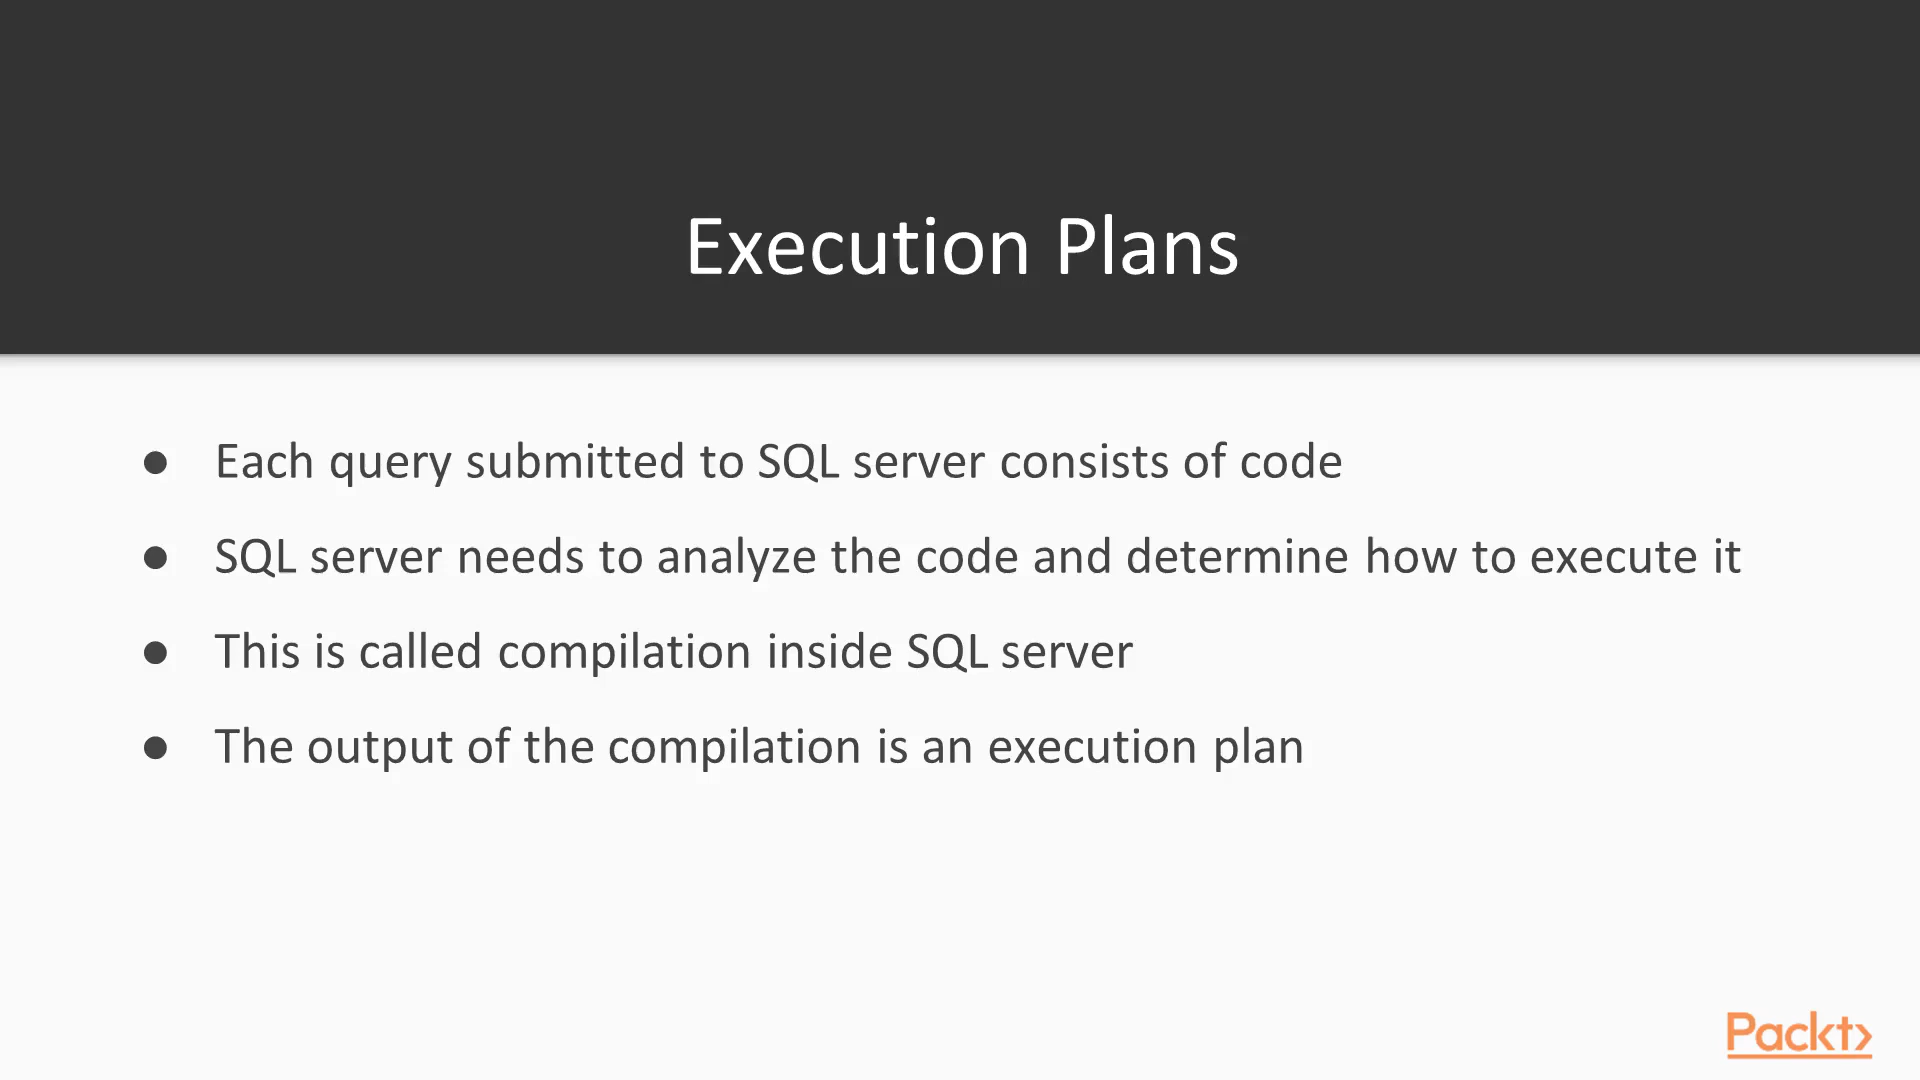 Execution Plans
● Each query submitted to SQL server consists of code
● SQL server needs to analyze the code and determine how to execute it
● This is called compilation inside SQL server
● The output of the compilation is an execution plan
Packt>